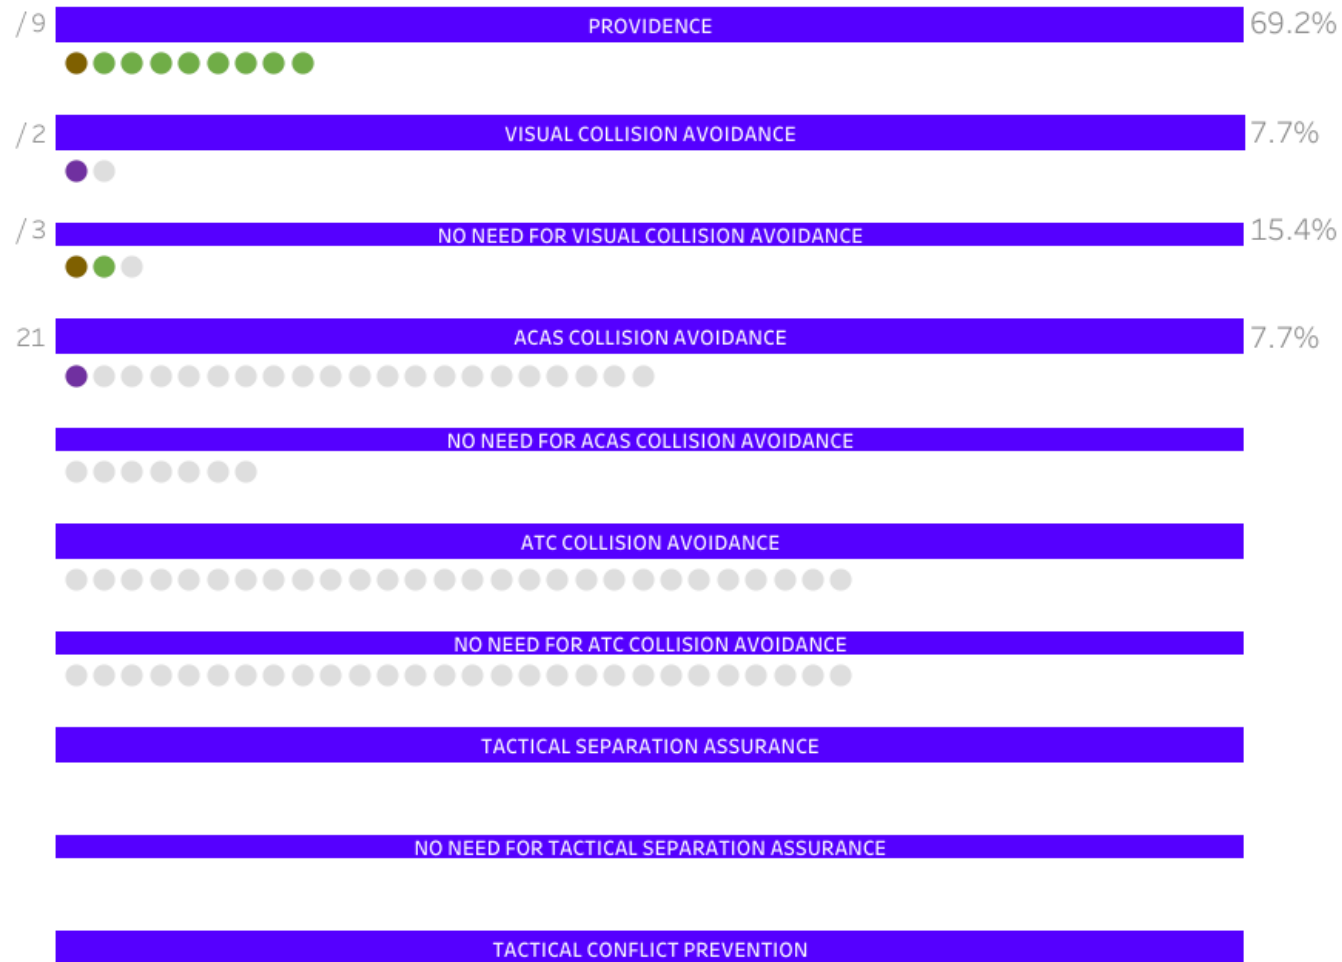 / 9 PROVIDENCE 69.2%
/ 2 VISUAL COLLISION AVOIDANCE 7.7%
/ 3 NO NEED FOR VISUAL COLLISION AVOIDANCE 15.4%
21 ACAS COLLISION AVOIDANCE 7.7%
NO NEED FOR ACAS COLLISION AVOIDANCE
ATC COLLISION AVOIDANCE
NO NEED FOR ATC COLLISION AVOIDANCE
TACTICAL SEPARATION ASSURANCE
NO NEED FOR TACTICAL SEPARATION ASSURANCE
TACTICAL CONFLICT PREVENTION